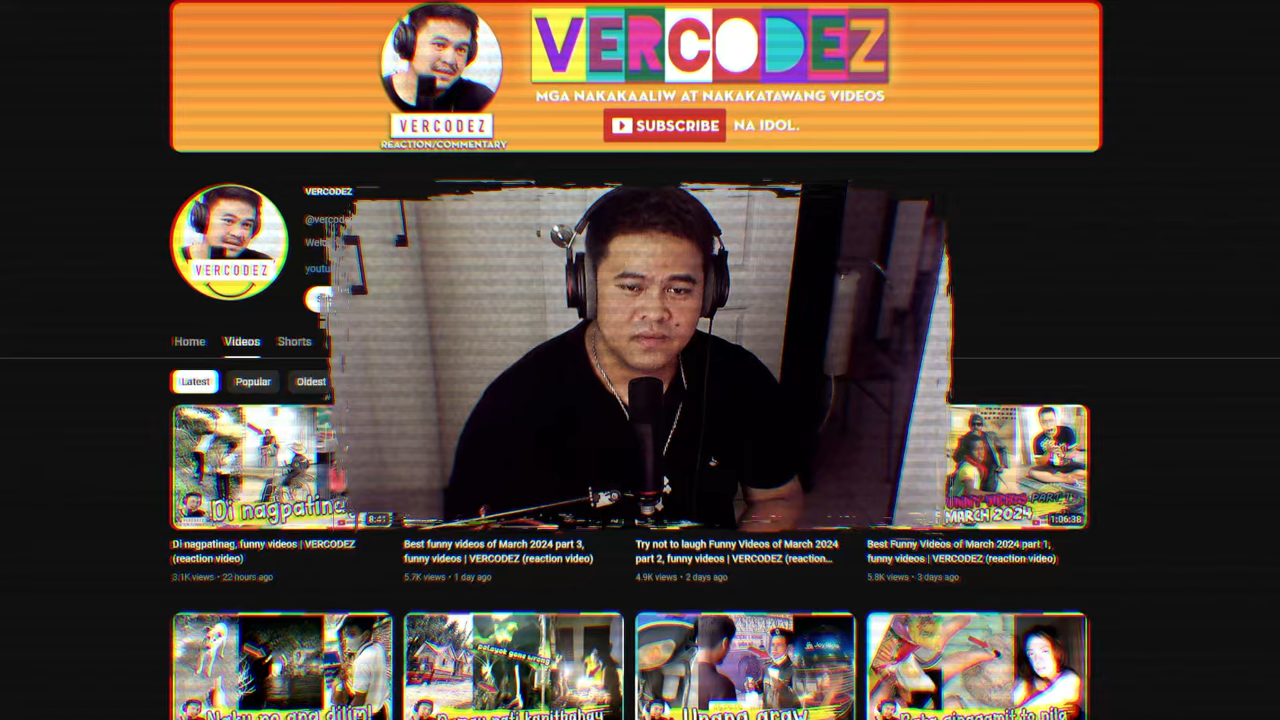 VERCODEZ
MGA NAKAKAALIW AT NAKAKATAWANG VIDEOS
SUBSCRIBE NA IDOL.
VERCODEZ
REACTION/COMMENTARY
VERCODEZ
VERCODEZ
Home Videos Shorts
Latest Popular Oldest
Di nagpatinag
8:41
MARCH 2024
1:06:38
Di nagpatinag, funny videos | VERCODEZ
(reaction video)
3.1K views • 22 hours ago
Best funny videos of March 2024 part 3,
funny videos | VERCODEZ (reaction video)
5.7K views • 1 day ago
Try not to laugh Funny Videos of March 2024
part 2, funny videos | VERCODEZ (reaction...
4.9K views • 2 days ago
Best Funny Videos of March 2024 part 1,
funny videos | VERCODEZ (reaction video)
5.8K views • 3 days ago
gone wrong
Unang araw